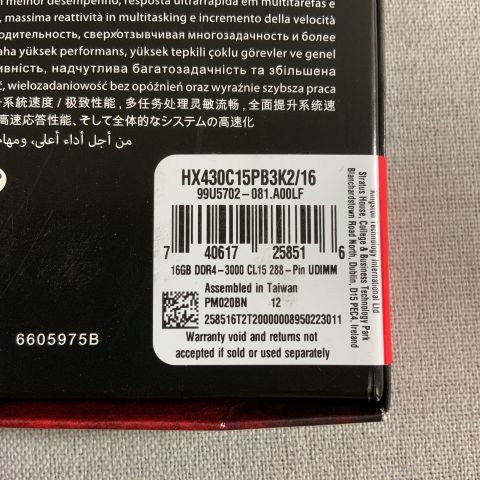 m melhor desempenho, resposta ultrarrápida em multitarefas e
, massima reattività in multitasking e incremento della velocità
одительность, сверхотзывчивая многозадачность и более
aha yüksek performans, yüksek tepkili çoklu görevler ve genel
ивність, надчутлива багатозадачність та збільшена
ć, wielozadaniowość bez opóźnień oraz wyraźnie szybsza praca
升系统速度 / 极致性能，多任务处理灵敏流畅，全面提升系统速
高速応答性能、そして全体的なシステムの高速化
من أجل أداء أعلى، ومهام
HX430C15PB3K2/16
99U5702-081.A00LF
7 40617 25851 6
16GB DDR4-3000 CL15 288-Pin UDIMM
Assembled in Taiwan
PM020BN 12
258516T2T20000008950223011
Warranty void and returns not
accepted if sold or used separately
Kingston Technology International Ltd
Stratus House, College & Business Technology Park
Blanchardstown Road North, Dublin, D15 PEC4, Ireland
6605975B